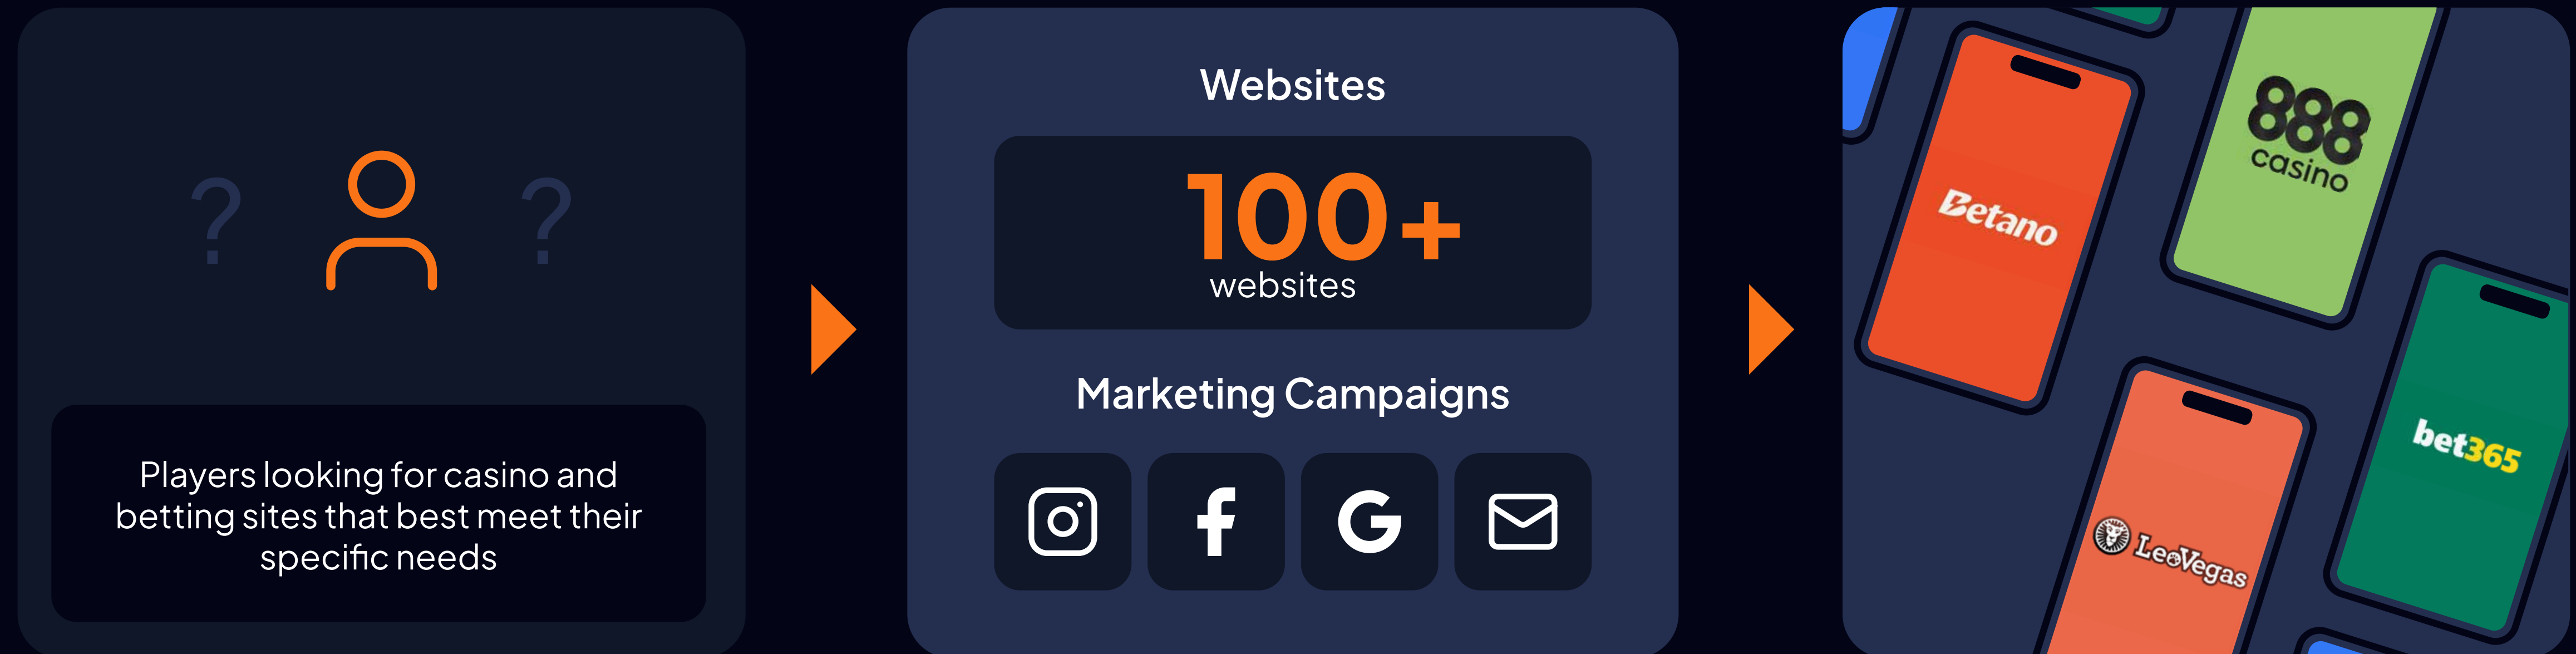 ? ?
Players looking for casino and
betting sites that best meet their
specific needs
Websites
100+
websites
Marketing Campaigns
Betano
888
casino
LeoVegas
bet365